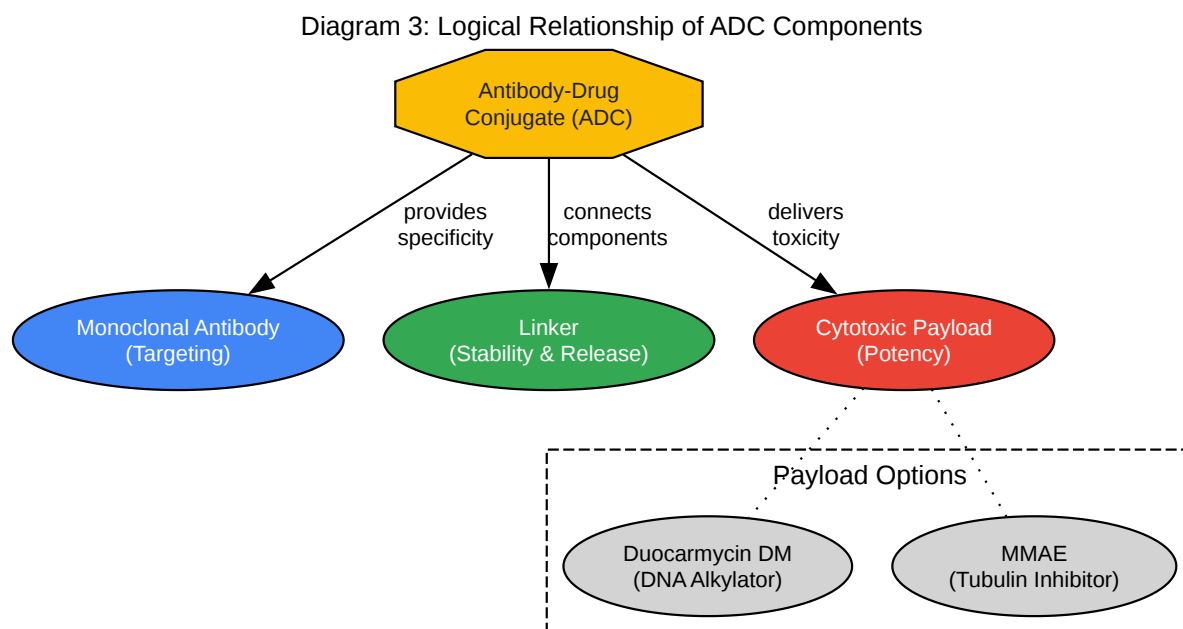 Diagram 3: Logical Relationship of ADC Components
Antibody-Drug
Conjugate (ADC)
provides
specificity
connects
components
delivers
toxicity
Monoclonal Antibody
(Targeting)
Linker
(Stability & Release)
Cytotoxic Payload
(Potency)
Payload Options
Duocarmycin DM
(DNA Alkylator)
MMAE
(Tubulin Inhibitor)